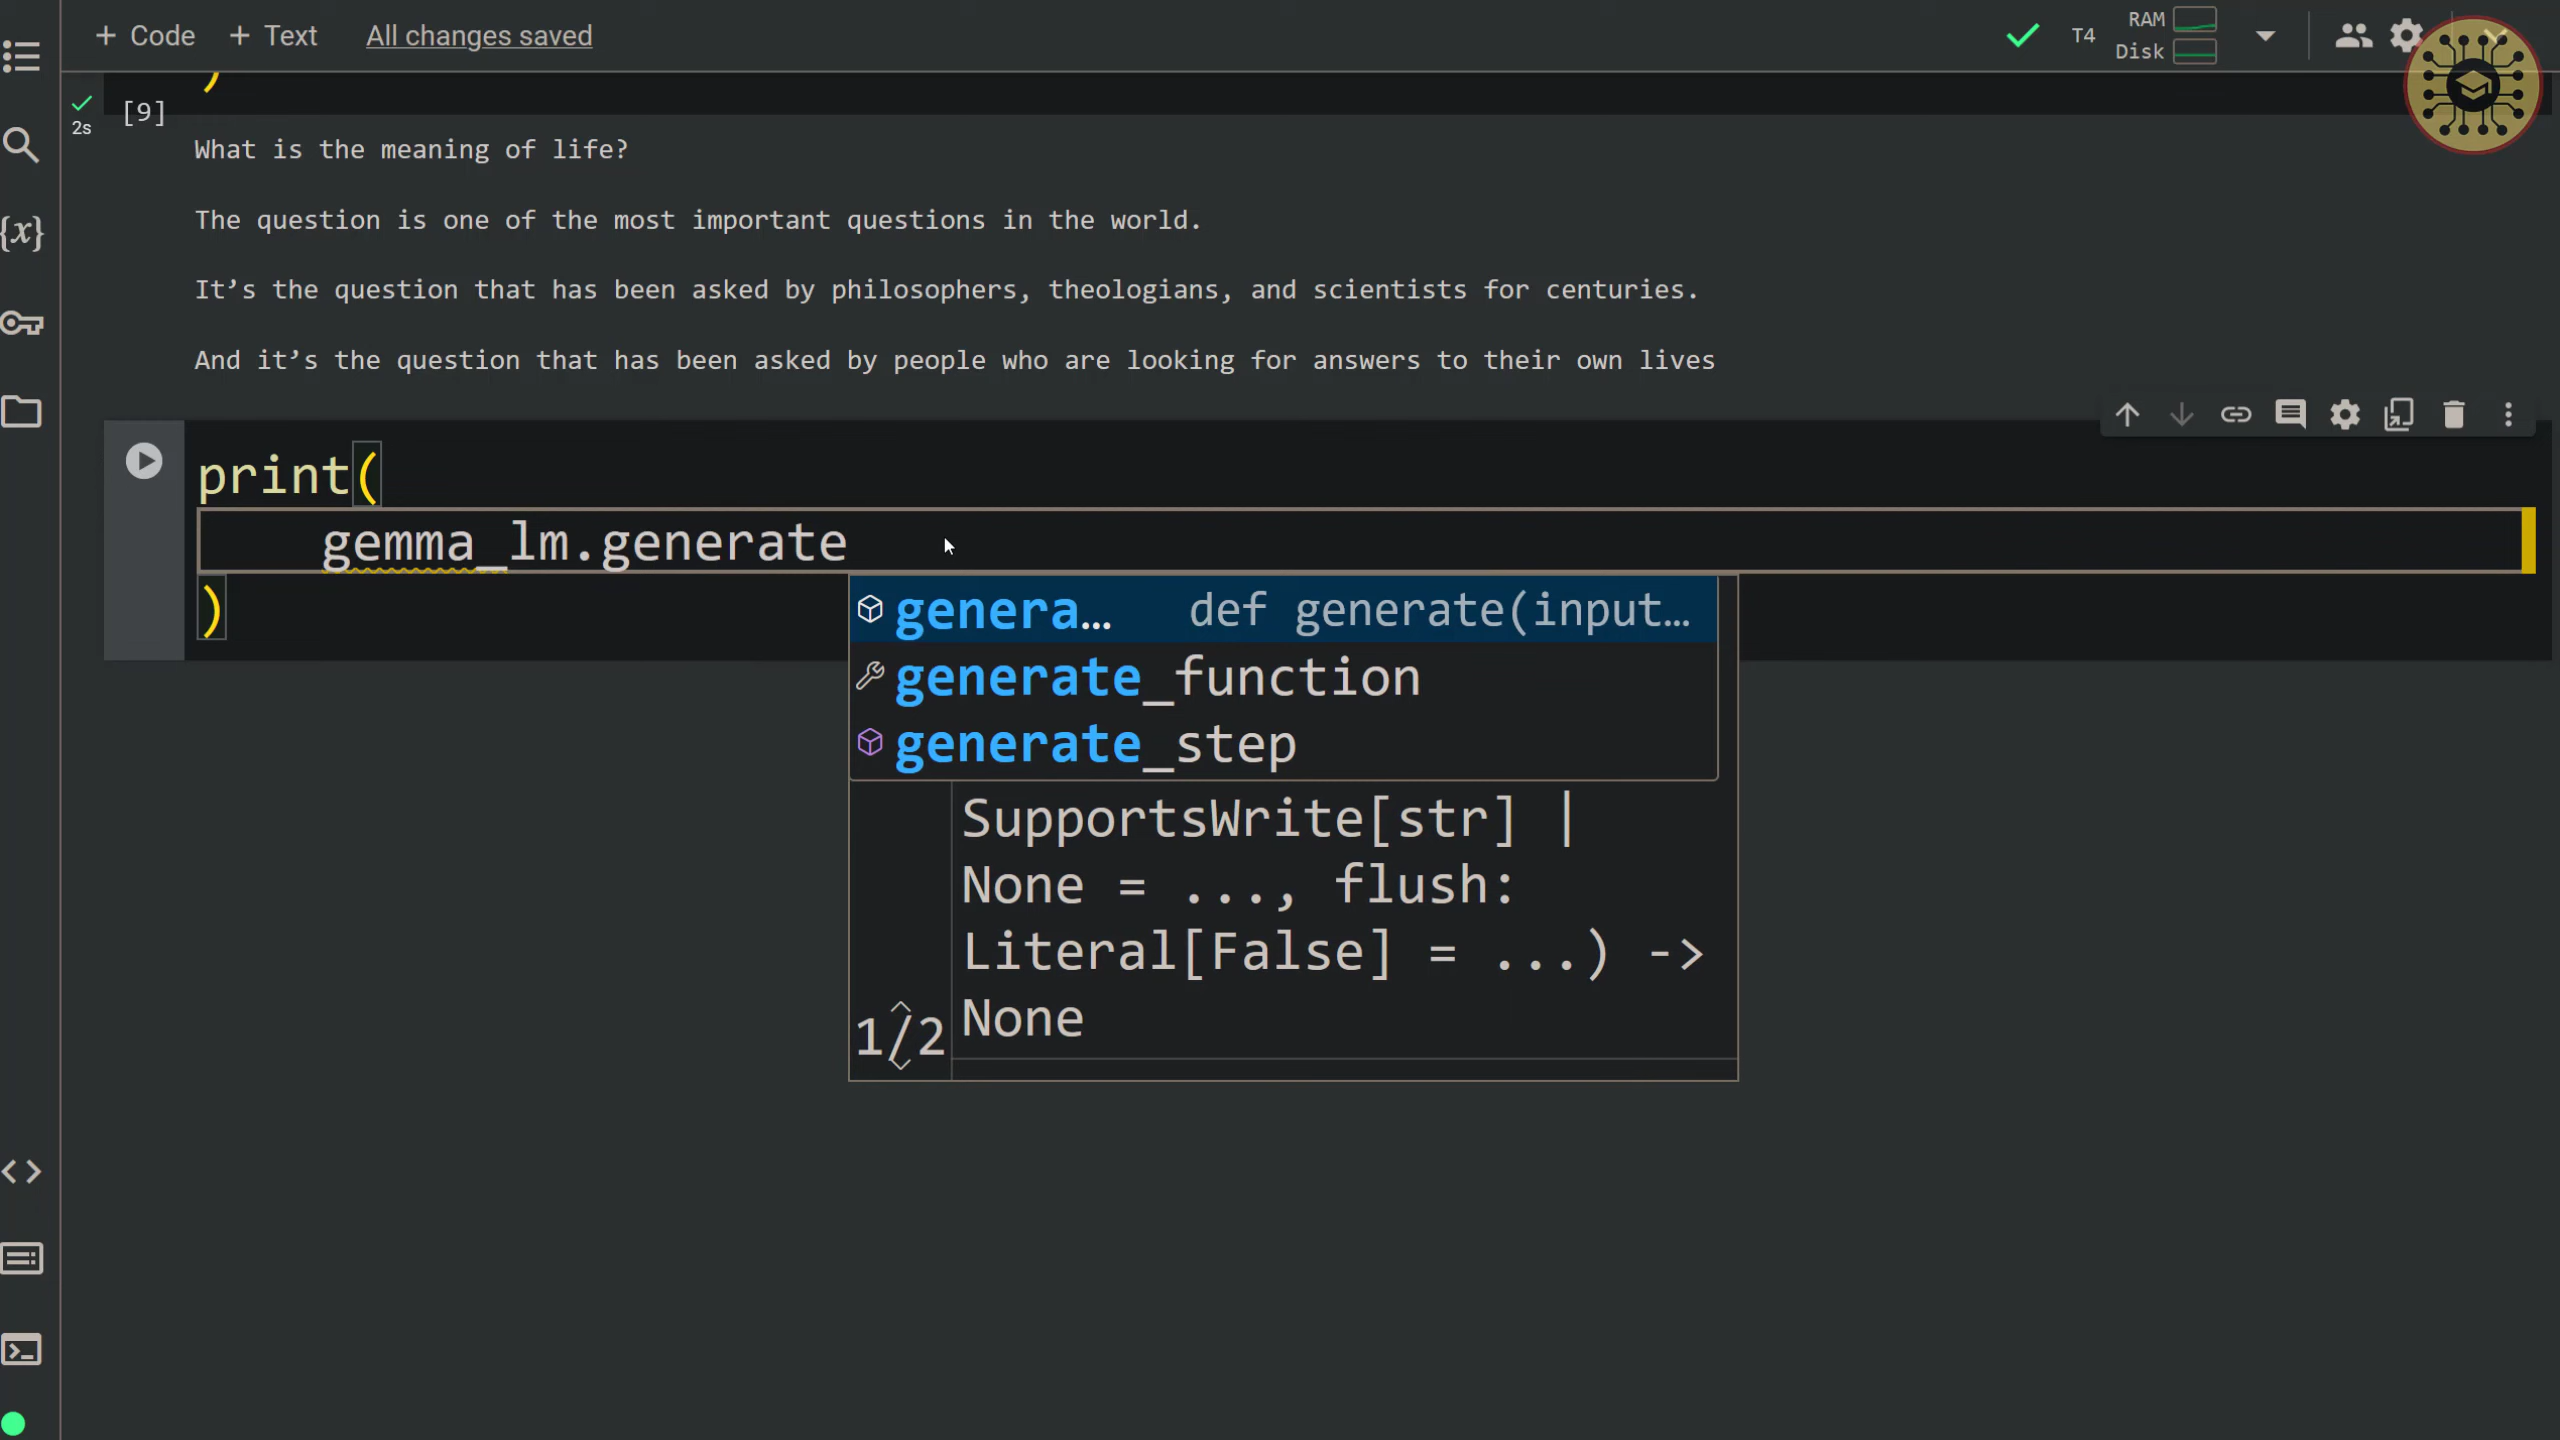 + Code + Text All changes saved
T4 RAM
Disk
)
2s
[9]
What is the meaning of life?
The question is one of the most important questions in the world.
It’s the question that has been asked by philosophers, theologians, and scientists for centuries.
And it’s the question that has been asked by people who are looking for answers to their own lives
print(
gemma_lm.generate
)
genera… def generate(input…
generate_function
generate_step
SupportsWrite[str] |
None = ..., flush:
Literal[False] = ...) ->
None
1/2
{x}